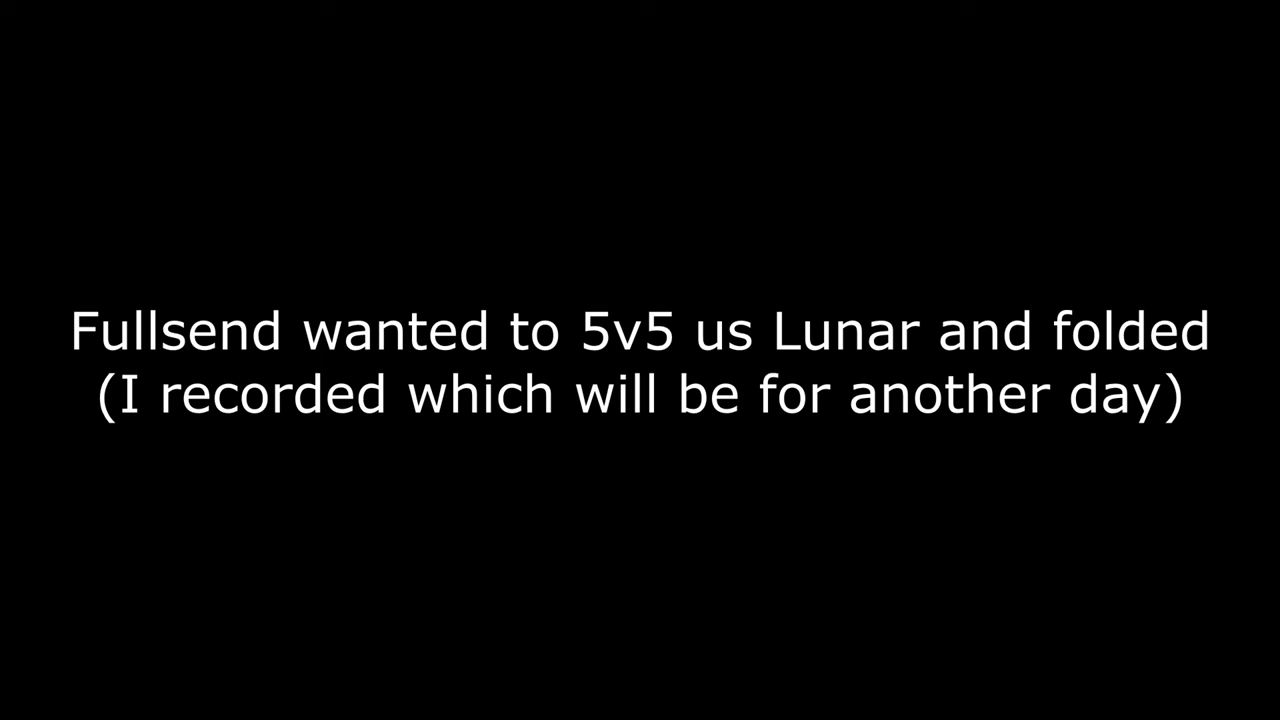 Fullsend wanted to 5v5 us Lunar and folded
(I recorded which will be for another day)